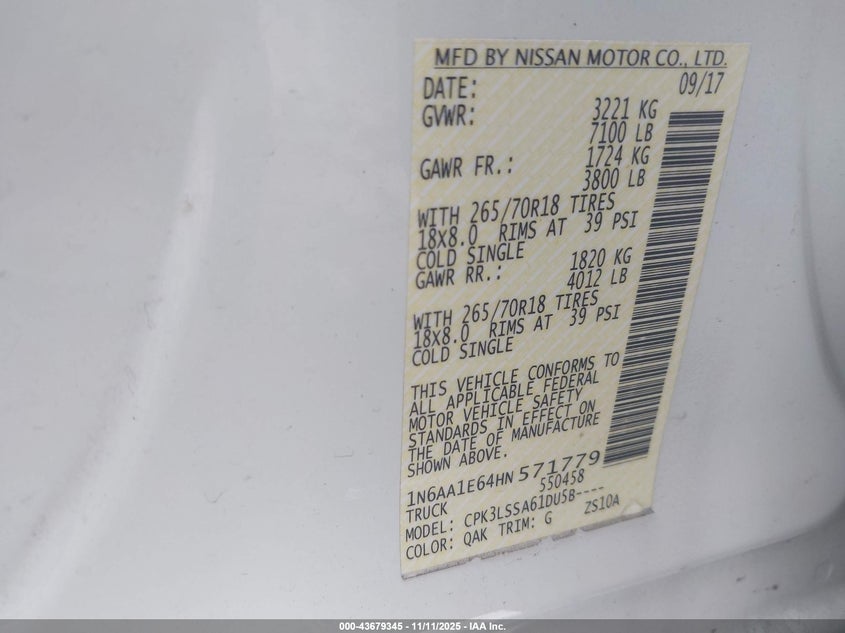 MFD BY NISSAN MOTOR CO., LTD.
DATE: 09/17
GVWR: 3221 KG
7100 LB
GAWR FR.: 1724 KG
3800 LB
WITH 265/70R18 TIRES
18X8.0 RIMS AT 39 PSI
COLD SINGLE
GAWR RR.: 1820 KG
4012 LB
WITH 265/70R18 TIRES
18X8.0 RIMS AT 39 PSI
COLD SINGLE
THIS VEHICLE CONFORMS TO
ALL APPLICABLE FEDERAL
MOTOR VEHICLE SAFETY
STANDARDS IN EFFECT ON
THE DATE OF MANUFACTURE
SHOWN ABOVE.
1N6AA1E64HN571779
TRUCK 550458
MODEL: CPK3LSSA61DU5B----
COLOR: QAK TRIM: G ZS10A
000-43679345 - 11/11/2025 - IAA Inc.